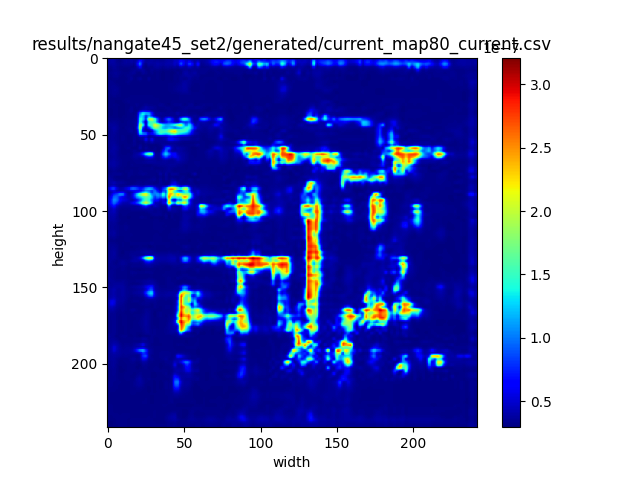 results/nangate45_set2/generated/current_map80_current.csv
1e−7
0
50
100
150
200
height
0 50 100 150 200
width
3.0
2.5
2.0
1.5
1.0
0.5